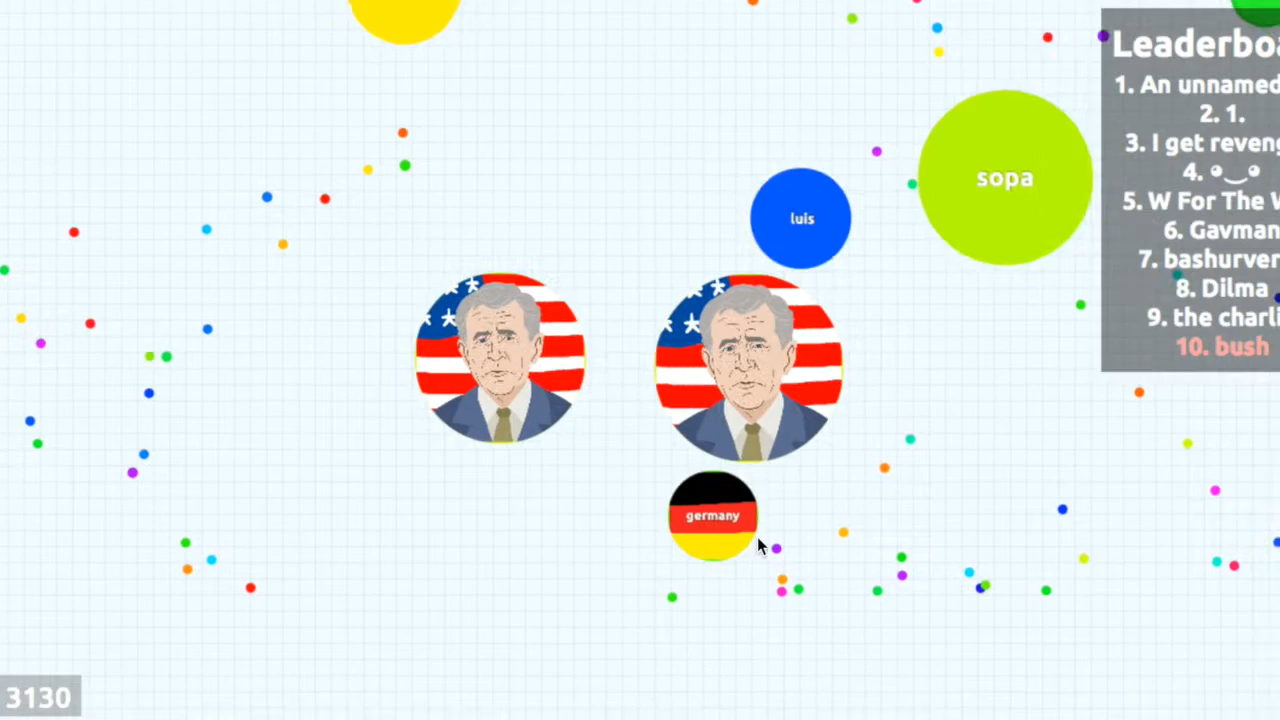 Leaderboa
1. An unnamed
2. 1.
3. I get reveng
4.
5. W For The W
6. Gavman
7. bashurver
8. Dilma
9. the charli
10. bush
sopa
luis
germany
3130